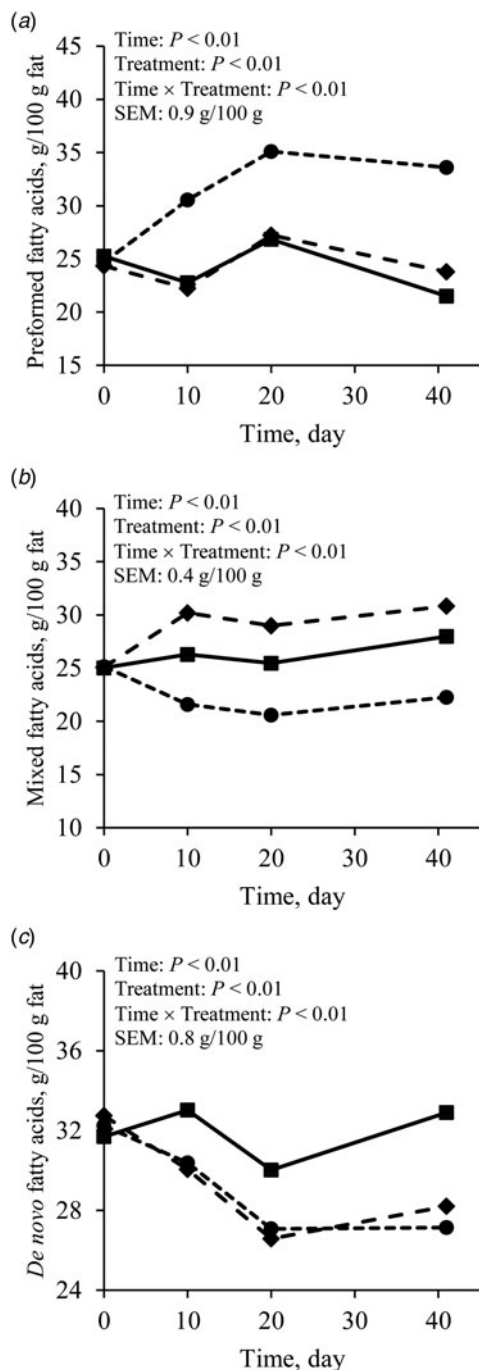 (a)
Preformed fatty acids, g/100 g fat
45
40
35
30
25
20
15
Time: P < 0.01
Treatment: P < 0.01
Time × Treatment: P < 0.01
SEM: 0.9 g/100 g
0 10 20 30 40
Time, day
(b)
Mixed fatty acids, g/100 g fat
40
35
30
25
20
15
10
Time: P < 0.01
Treatment: P < 0.01
Time × Treatment: P < 0.01
SEM: 0.4 g/100 g
0 10 20 30 40
Time, day
(c)
De novo fatty acids, g/100 g fat
40
36
32
28
24
Time: P < 0.01
Treatment: P < 0.01
Time × Treatment: P < 0.01
SEM: 0.8 g/100 g
0 10 20 30 40
Time, day